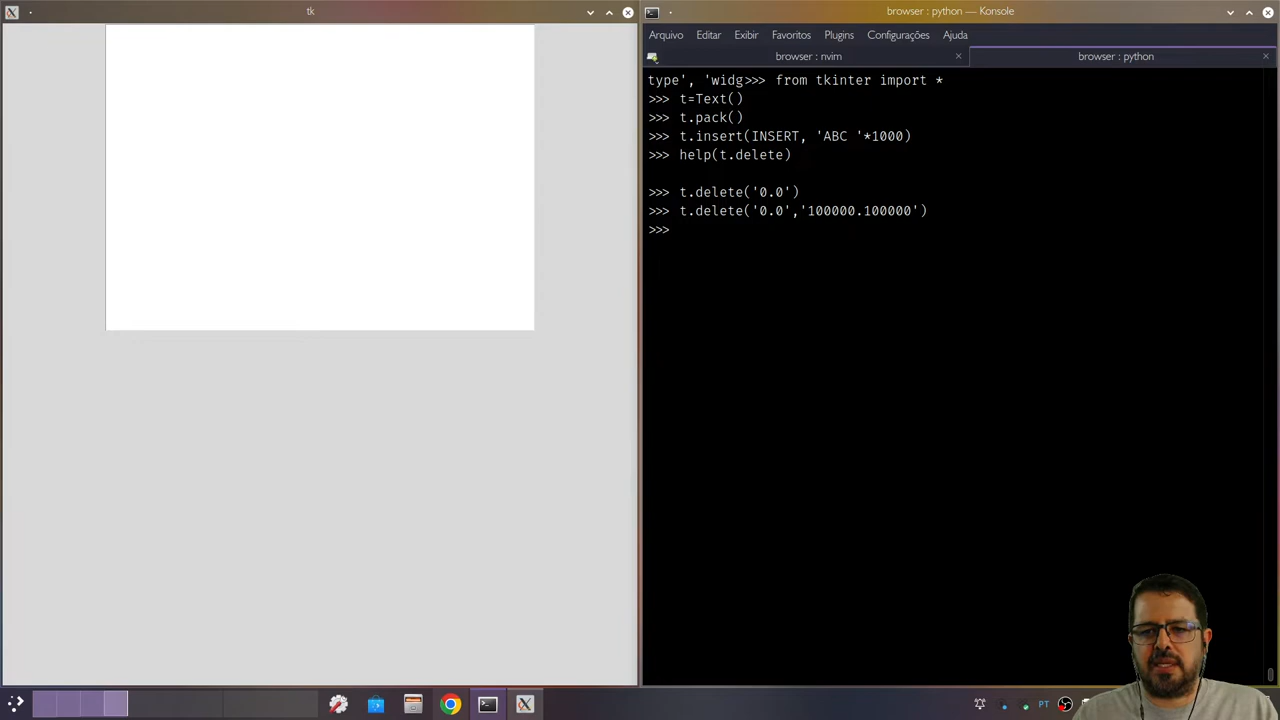 tk
browser : python — Konsole
Arquivo Editar Exibir Favoritos Plugins Configurações Ajuda
browser : nvim
browser : python
type', 'widg>>> from tkinter import *
>>> t=Text()
>>> t.pack()
>>> t.insert(INSERT, 'ABC '*1000)
>>> help(t.delete)
>>> t.delete('0.0')
>>> t.delete('0.0','100000.100000')
>>>
PT